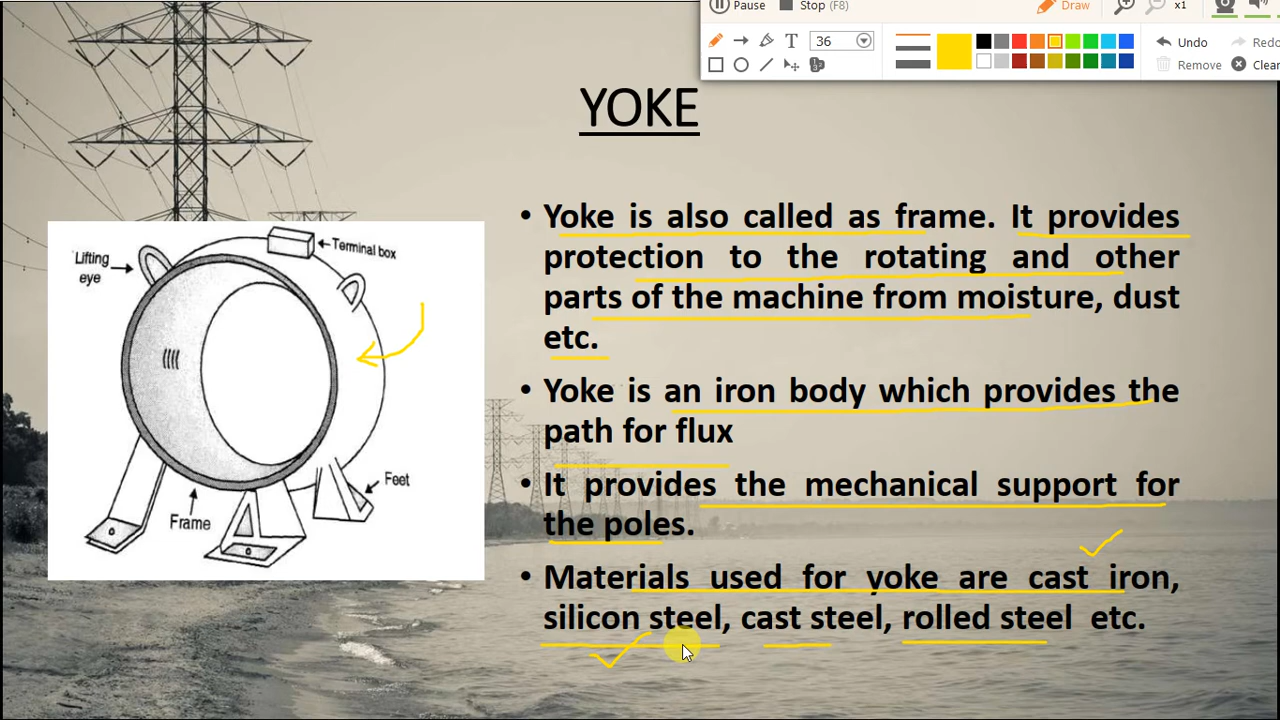 Pause
Stop (F8)
Draw
x1
T
36
Undo
Redo
Remove
Clear
YOKE
Lifting
eye
Terminal box
Feet
Frame
• Yoke is also called as frame. It provides
protection to the rotating and other
parts of the machine from moisture, dust
etc.
• Yoke is an iron body which provides the
path for flux
• It provides the mechanical support for
the poles.
• Materials used for yoke are cast iron,
silicon steel, cast steel, rolled steel etc.